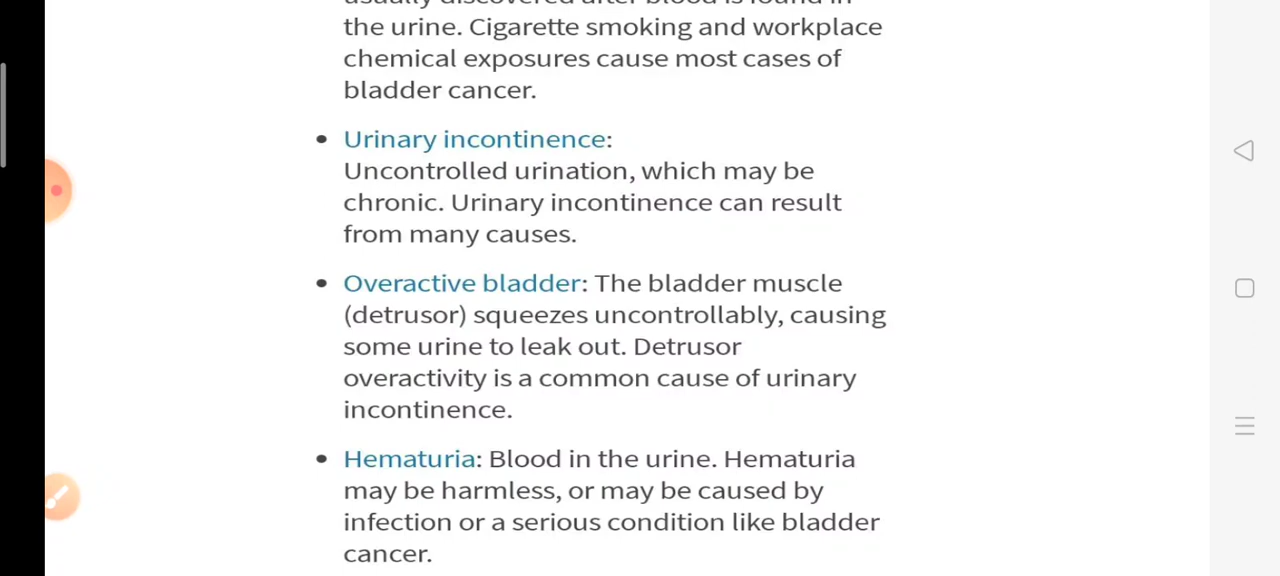 the urine. Cigarette smoking and workplace
chemical exposures cause most cases of
bladder cancer.
• Urinary incontinence:
Uncontrolled urination, which may be
chronic. Urinary incontinence can result
from many causes.
• Overactive bladder: The bladder muscle
(detrusor) squeezes uncontrollably, causing
some urine to leak out. Detrusor
overactivity is a common cause of urinary
incontinence.
• Hematuria: Blood in the urine. Hematuria
may be harmless, or may be caused by
infection or a serious condition like bladder
cancer.